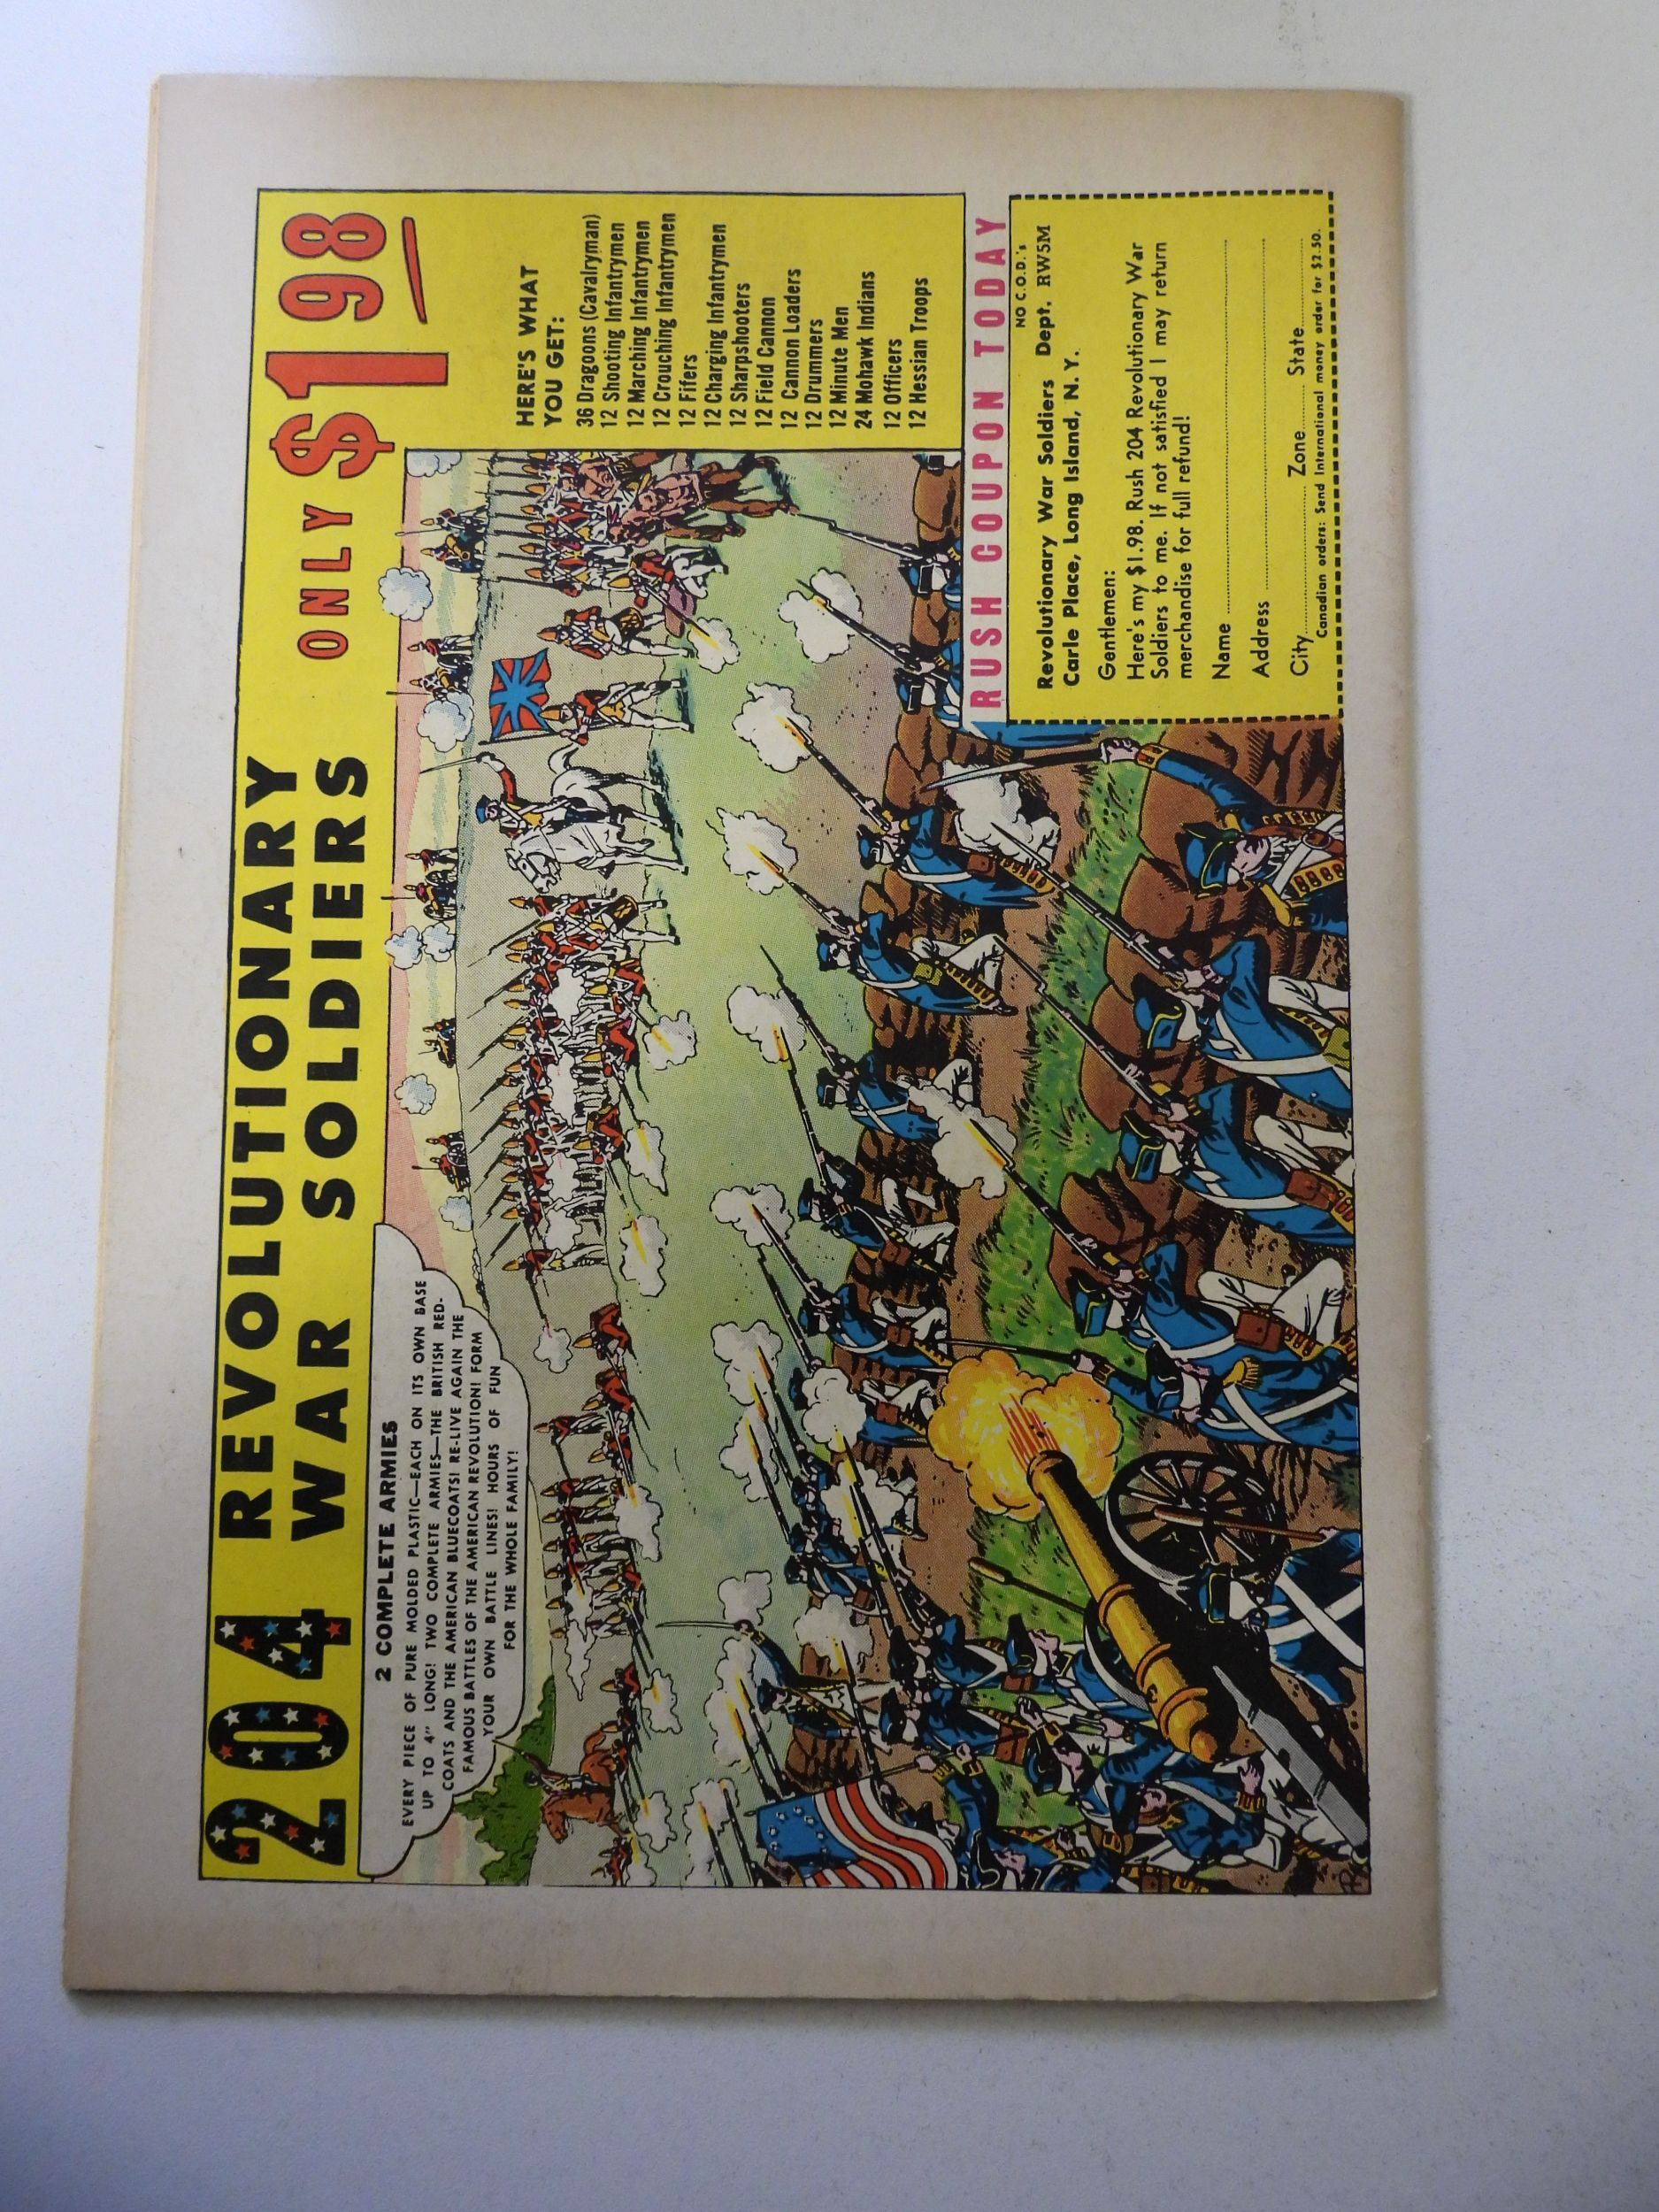 204 REVOLUTIONARY
WAR SOLDIERS ONLY $1 98
2 COMPLETE ARMIES
EVERY PIECE OF PURE MOLDED PLASTIC—EACH ON ITS OWN BASE
UP TO 4" LONG! TWO COMPLETE ARMIES—THE BRITISH RED-
COATS AND THE AMERICAN BLUECOATS! RE-LIVE AGAIN THE
FAMOUS BATTLES OF THE AMERICAN REVOLUTION! FORM
YOUR OWN BATTLE LINES! HOURS OF FUN
FOR THE WHOLE FAMILY!
HERE'S WHAT
YOU GET:
36 Dragoons (Cavalryman)
12 Shooting Infantrymen
12 Marching Infantrymen
12 Crouching Infantrymen
12 Fifers
12 Charging Infantrymen
12 Sharpshooters
12 Field Cannon
12 Cannon Loaders
12 Drummers
12 Minute Men
24 Mohawk Indians
12 Officers
12 Hessian Troops
RUSH COUPON TODAY
NO C.O.D.'s
Revolutionary War Soldiers Dept. RW5M
Carle Place, Long Island, N. Y.
Gentlemen:
Here's my $1.98. Rush 204 Revolutionary War
Soldiers to me. If not satisfied I may return
merchandise for full refund!
Name
Address
City Zone State
Canadian orders: Send International money order for $2.50.